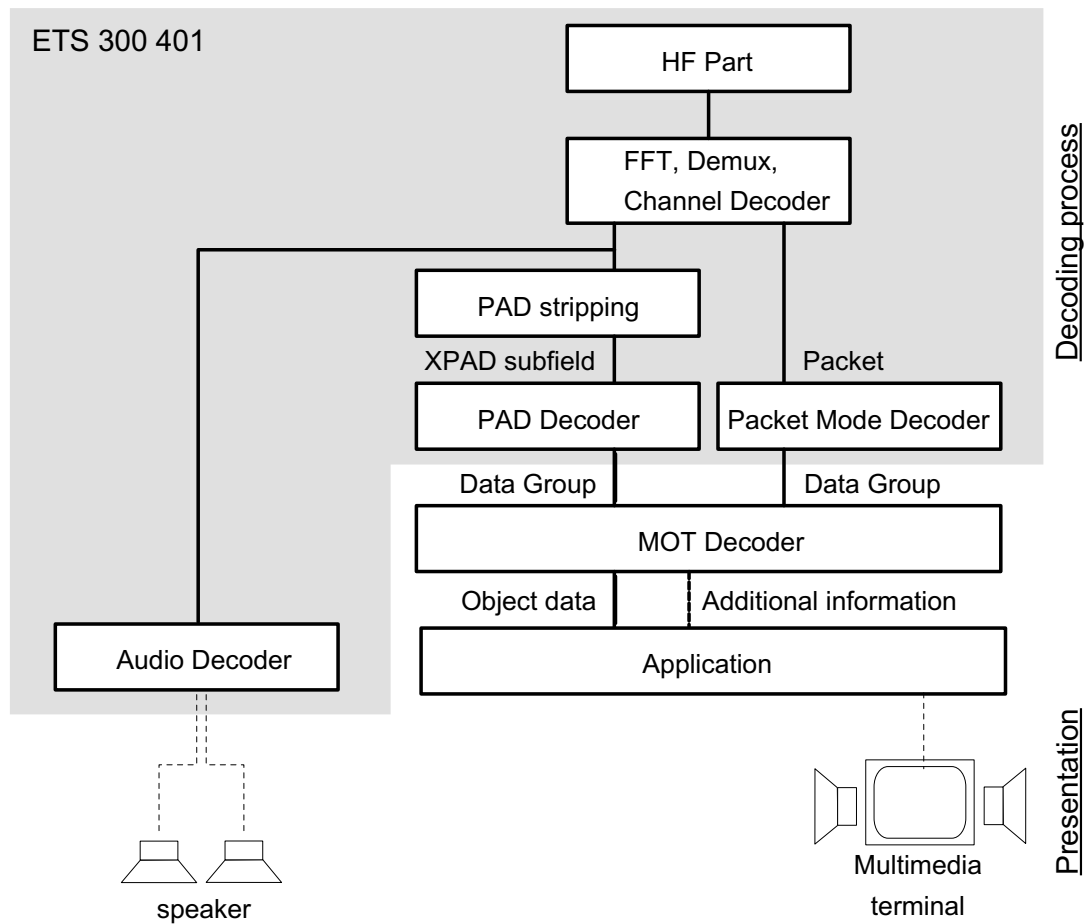 ETS 300 401
HF Part
FFT, Demux,
Channel Decoder
PAD stripping
XPAD subfield
Packet
PAD Decoder
Packet Mode Decoder
Data Group
Data Group
MOT Decoder
Object data
Additional information
Audio Decoder
Application
speaker
Multimedia
terminal
Decoding process
Presentation